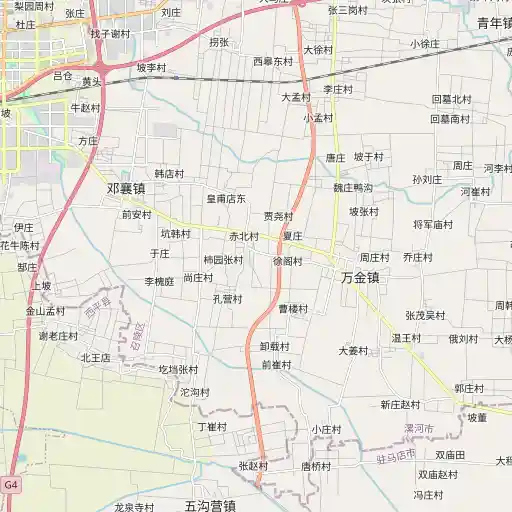 梨园周村
张庄
刘庄
张三岗村
青年镇
杜庄
找子谢村
拐张
大徐村
小徐庄
吕仓
黄头
坡李村
西皋东村
李庄村
牛赵村
大孟村
回墓北村
坡
小孟村
回墓南村
方庄
唐庄
坡于村
周庄
河李村
韩店村
孙刘庄
邓襄镇
魏庄鸭沟
河崔村
皇甫店东
前安村
贾尧村
坡张村
将军庙村
伊庄
坑韩村
赤北村
夏庄
花牛陈村
于庄
柿园张村
徐阁村
周庄村
乔庄村
郜庄
尚庄村
万金镇
上坡
李槐庭
孔营村
西平县
金山孟村
曹楼村
张茂吴村
召陵区
谢老庄村
温王村
俄刘村
卸载村
大姜村
北王店
圪垱张村
前崔村
沱沟村
郭庄村
新庄赵村
坡董
丁崔村
小庄村
漯河市
驻马店市
双庙田
张赵村
唐桥村
双庙赵村
G4
冯庄村
龙泉寺村
五沟营镇